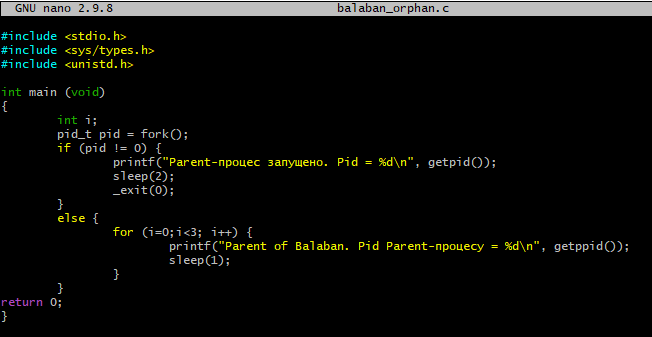 GNU nano 2.9.8 balaban_orphan.c
#include <stdio.h>
#include <sys/types.h>
#include <unistd.h>
int main (void)
{
int i;
pid_t pid = fork();
if (pid != 0) {
printf("Parent-процес запущено. Pid = %d\n", getpid());
sleep(2);
_exit(0);
}
else {
for (i=0;i<3; i++) {
printf("Parent of Balaban. Pid Parent-процесу = %d\n", getppid());
sleep(1);
}
}
return 0;
}